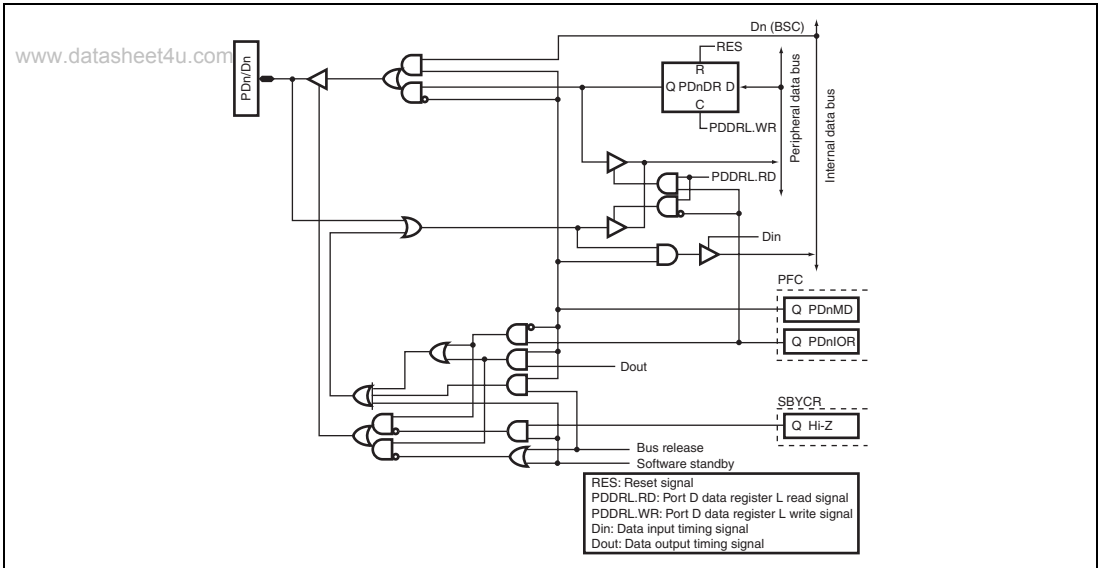 www.datasheet4u.com
PDn/Dn
Dn (BSC)
RES
R
Q PDnDR D
C
PDDRL.WR
Peripheral data bus
Internal data bus
PDDRL.RD
Din
PFC
Q PDnMD
Q PDnIOR
Dout
SBYCR
Q Hi-Z
Bus release
Software standby
RES: Reset signal
PDDRL.RD: Port D data register L read signal
PDDRL.WR: Port D data register L write signal
Din: Data input timing signal
Dout: Data output timing signal